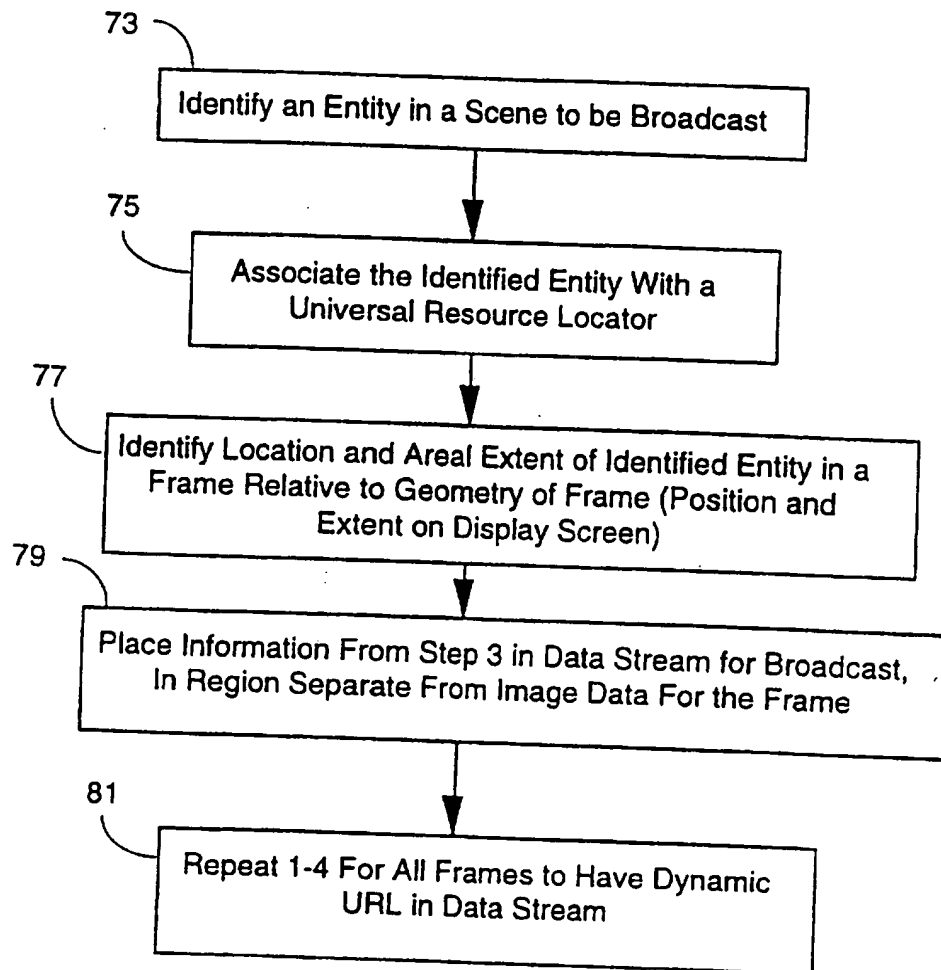 73
Identify an Entity in a Scene to be Broadcast
75
Associate the Identified Entity With a
Universal Resource Locator
77
Identify Location and Areal Extent of Identified Entity in a
Frame Relative to Geometry of Frame (Position and
Extent on Display Screen)
79
Place Information From Step 3 in Data Stream for Broadcast,
In Region Separate From Image Data For the Frame
81
Repeat 1-4 For All Frames to Have Dynamic
URL in Data Stream